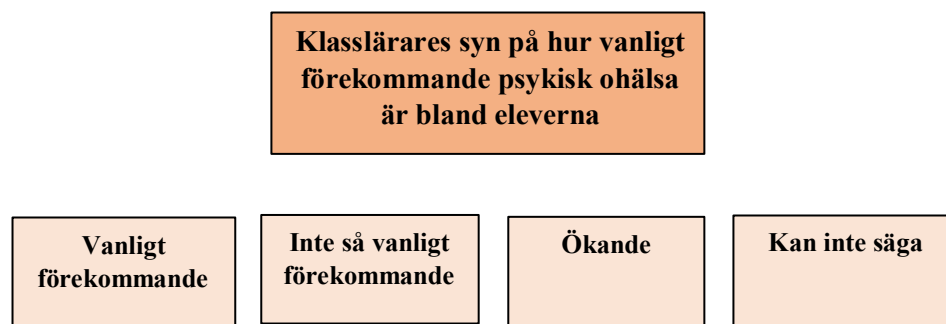 Klasslärares syn på hur vanligt
förekommande psykisk ohälsa
är bland eleverna
Vanligt
förekommande
Inte så vanligt
förekommande
Ökande
Kan inte säga